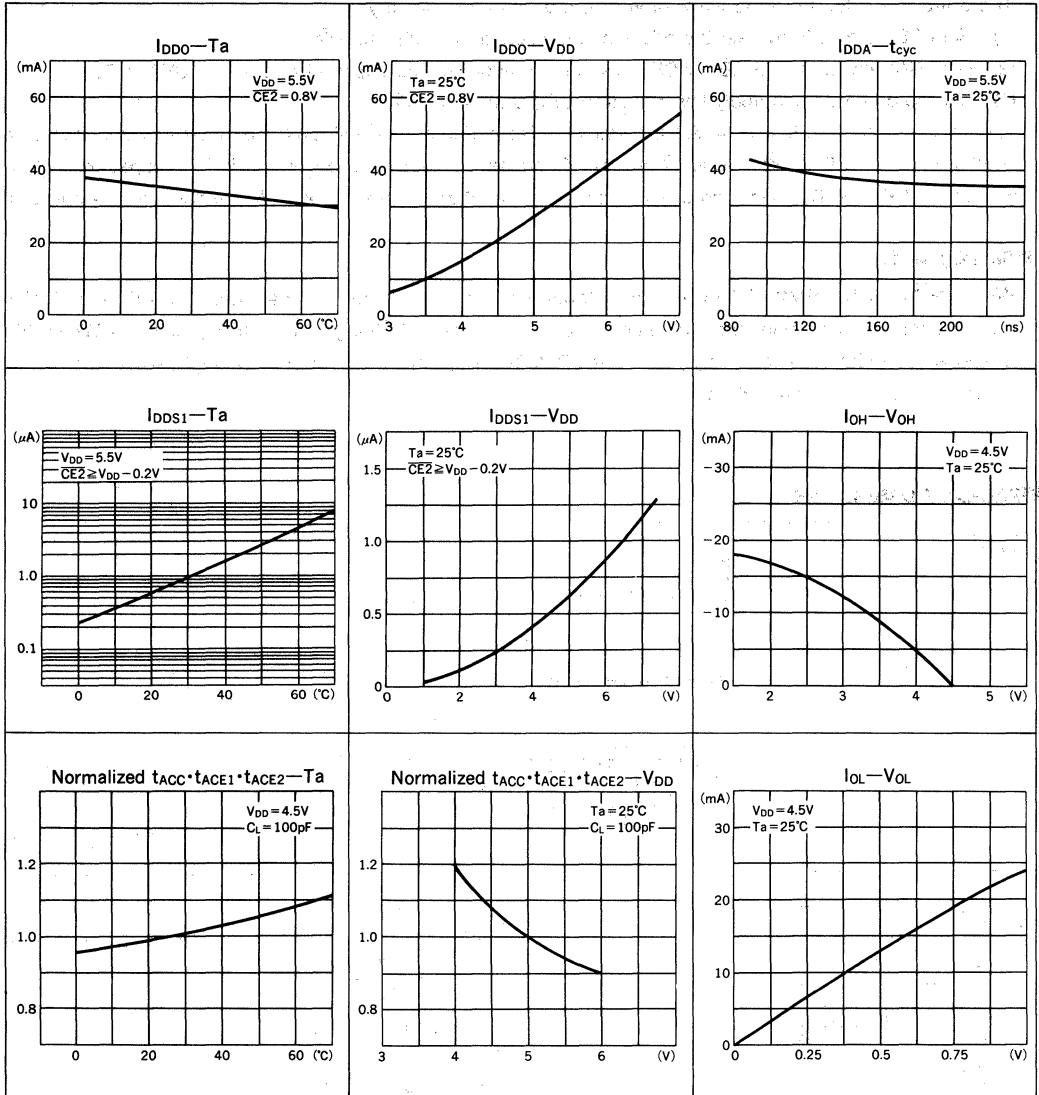 IDDO—Ta
(mA)
VDD=5.5V
CE2=0.8V
60
40
20
0
0 20 40 60 (℃)
IDDO—VDD
(mA)
Ta=25℃
CE2=0.8V
60
40
20
0
3 4 5 6 (V)
IDDA—tcyc
(mA)
VDD=5.5V
Ta=25℃
60
40
20
0
80 120 160 200 (ns)
IDDS1—Ta
(μA)
VDD=5.5V
CE2≧VDD−0.2V
10
1.0
0.1
0 20 40 60 (℃)
IDDS1—VDD
(μA)
Ta=25℃
CE2≧VDD−0.2V
1.5
1.0
0.5
0
0 2 4 6 (V)
IOH—VOH
(mA)
VDD=4.5V
Ta=25℃
−30
−20
−10
0
2 3 4 5 (V)
Normalized tACC・tACE1・tACE2—Ta
VDD=4.5V
CL=100pF
1.2
1.0
0.8
0 20 40 60 (℃)
Normalized tACC・tACE1・tACE2—VDD
Ta=25℃
CL=100pF
1.2
1.0
0.8
3 4 5 6 (V)
IOL—VOL
(mA)
VDD=4.5V
Ta=25℃
30
20
10
0
0 0.25 0.5 0.75 (V)